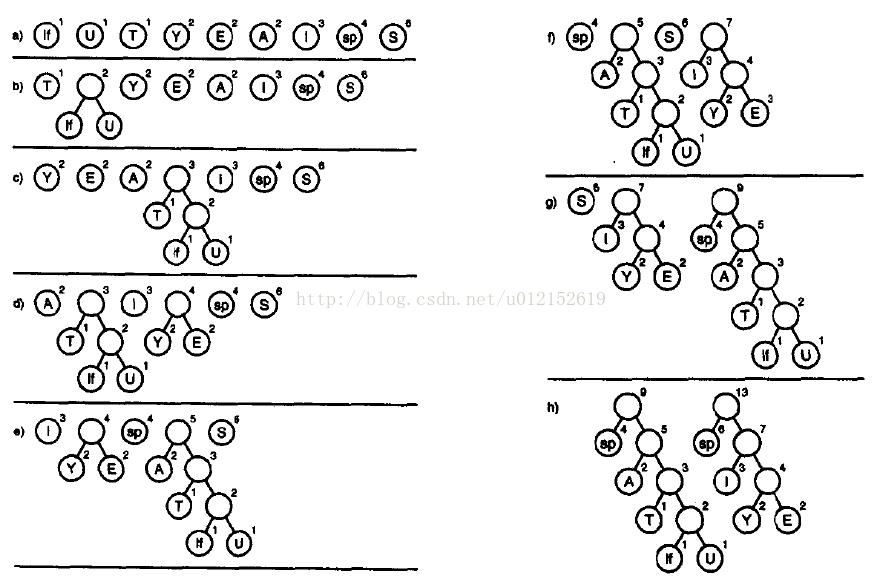 a) lf 1 U 1 T 1 Y 2 E 2 A 2 I 3 sp 4 S 6
b) T 1 2 Y 2 E 2 A 2 I 3 sp 4 S 6
lf 1 U 1
c) Y 2 E 2 A 2 3 i 3 sp 4 S 6
T 1 2
lf 1 U 1
d) A 2 3 I 3 4 sp 4 S 6
T 1 2 Y 2 E 2
lf 1 U 1
e) I 3 4 sp 4 5 S 6
Y 2 E 2 A 2 3
T 1 2
lf 1 U 1
f) sp 4 5 S 6 7
A 2 3 I 3 4
T 1 2 Y 2 E 3
lf 1 U 1
g) S 6 7 9
I 3 4 sp 4 5
Y 2 E 2 A 2 3
T 1 2
lf 1 U 1
h) 9 13
sp 4 5 sp 6 7
A 2 3 I 3 4
T 1 2 Y 2 E 2
lf 1 U 1
http://blog.csdn.net/u012152619